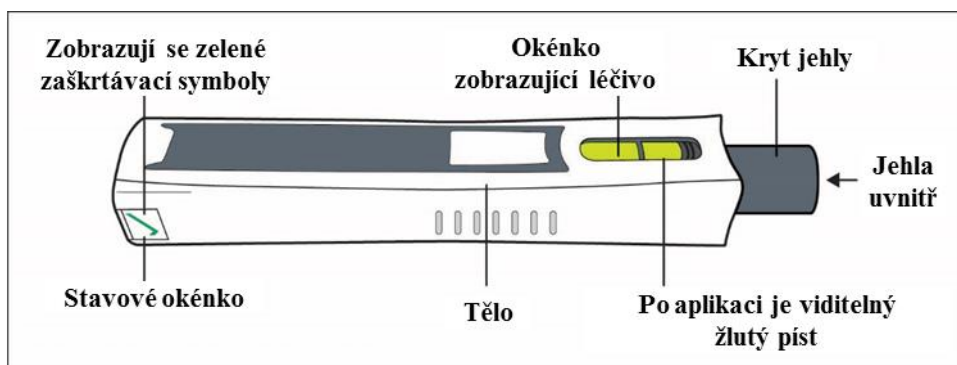 Zobrazují se zelené
zaškrtávací symboly
Okénko
zobrazující léčivo
Kryt jehly
Jehla
uvnitř
Stavové okénko
Tělo
Po aplikaci je viditelný
žlutý píst